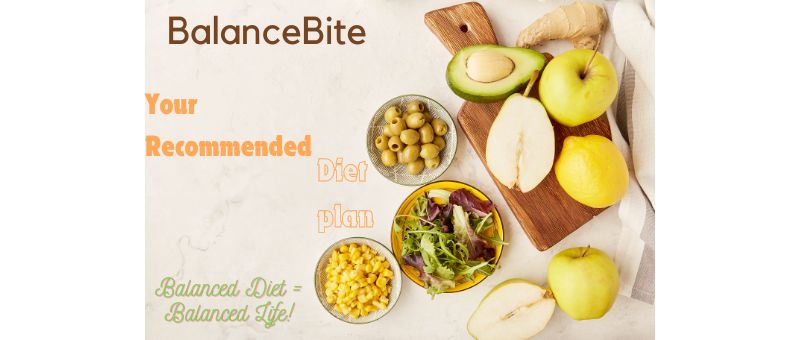 BalanceBite
Your
Recommended
Diet
plan
Balanced Diet =
Balanced Life!